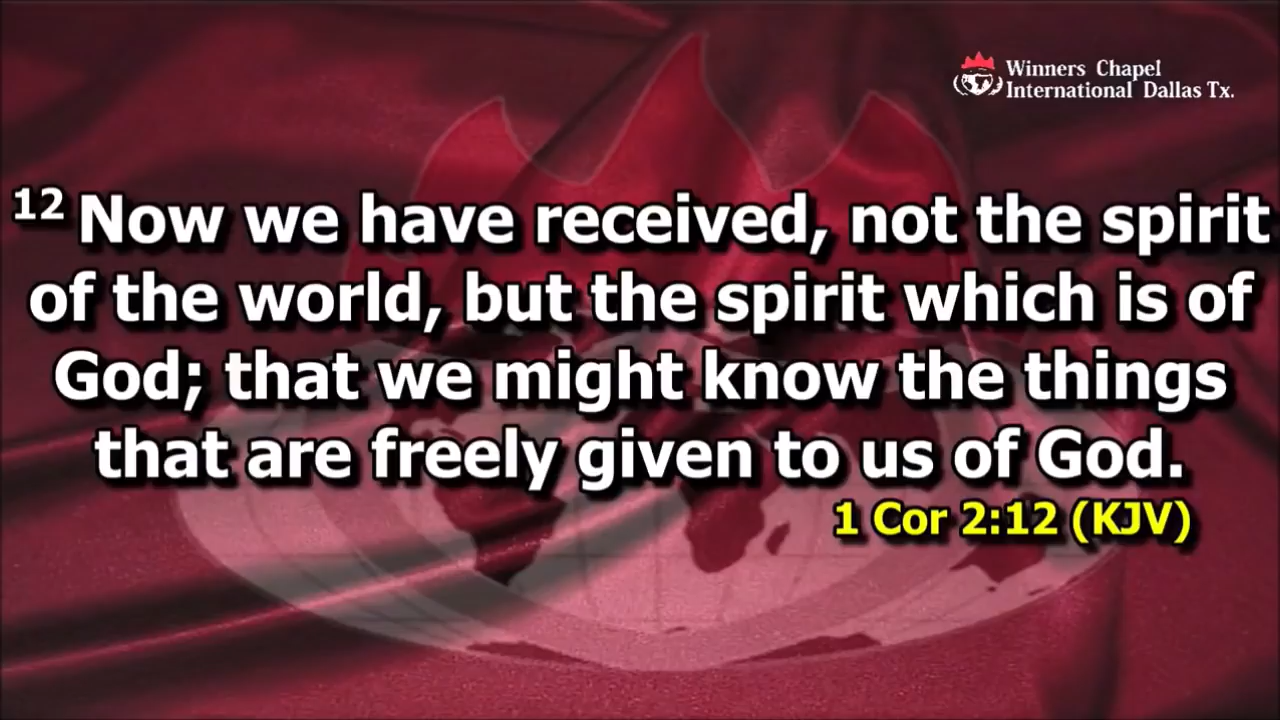 Winners Chapel
International Dallas Tx.
12 Now we have received, not the spirit
of the world, but the spirit which is of
God; that we might know the things
that are freely given to us of God.
1 Cor 2:12 (KJV)